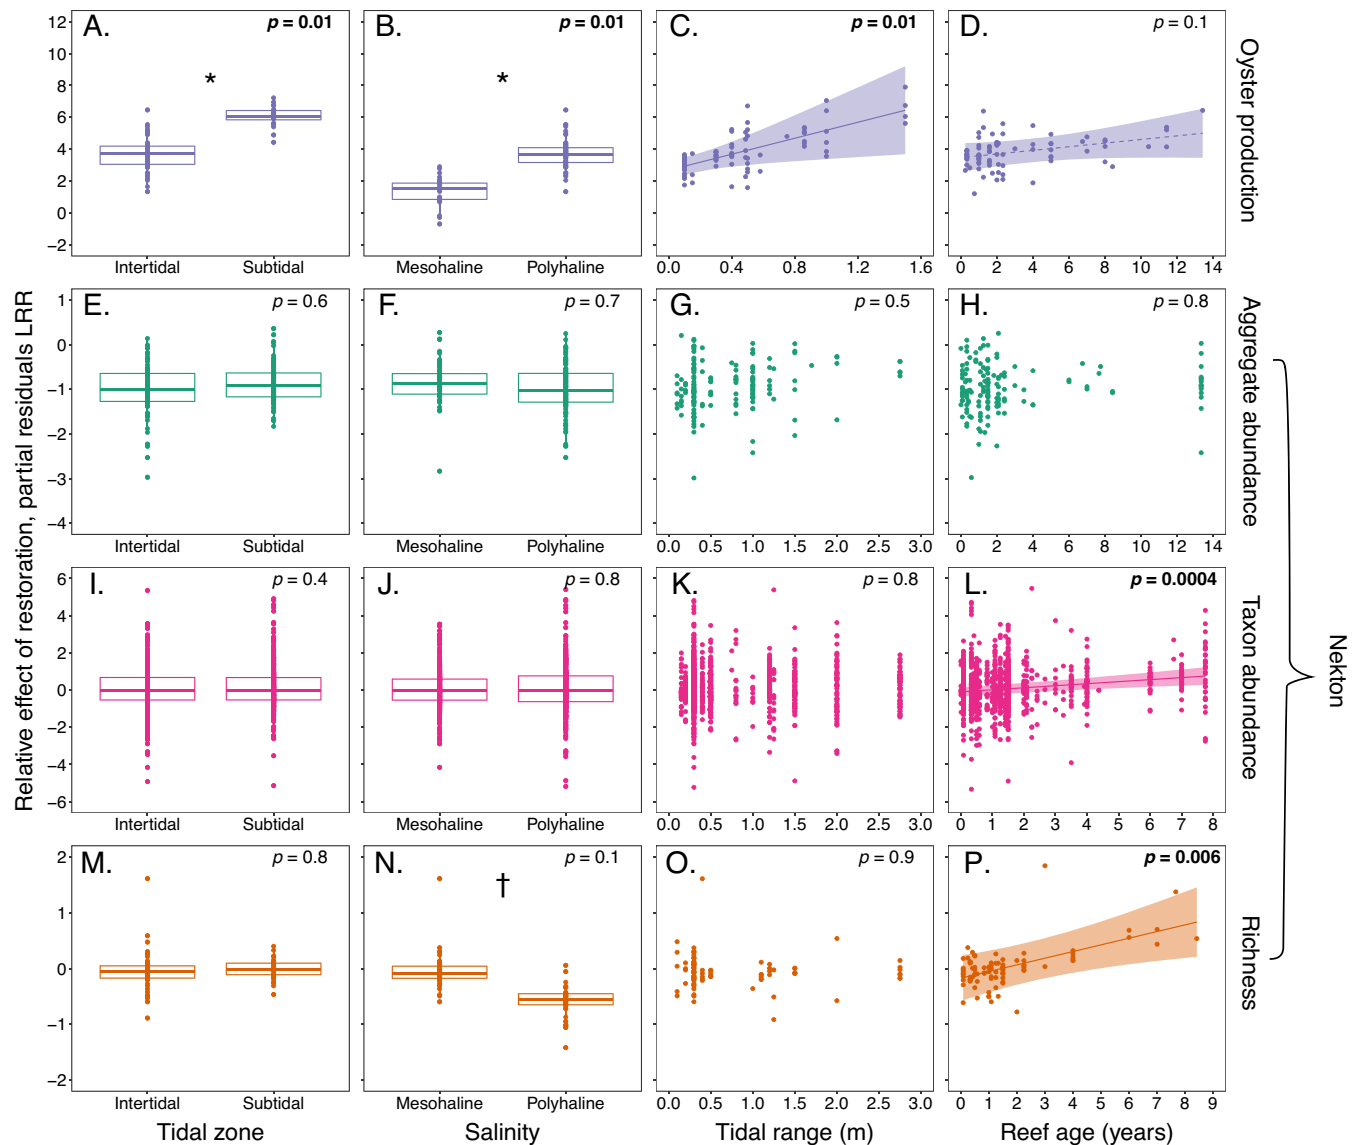 Relative effect of restoration, partial residuals LRR
A.
p = 0.01
*
12
10
8
6
4
2
0
−2
Intertidal
Subtidal
B.
p = 0.01
*
Mesohaline
Polyhaline
C.
p = 0.01
0.0
0.4
0.8
1.2
1.6
D.
p = 0.1
0
2
4
6
8
10
12
14
Oyster production
E.
p = 0.6
1
0
−1
−2
−3
−4
Intertidal
Subtidal
F.
p = 0.7
Mesohaline
Polyhaline
G.
p = 0.5
0.0
0.5
1.0
1.5
2.0
2.5
3.0
H.
p = 0.8
0
2
4
6
8
10
12
14
Aggregate abundance
I.
p = 0.4
6
4
2
0
−2
−4
−6
Intertidal
Subtidal
J.
p = 0.8
Mesohaline
Polyhaline
K.
p = 0.8
0.0
0.5
1.0
1.5
2.0
2.5
3.0
L.
p = 0.0004
0
1
2
3
4
5
6
7
8
Taxon abundance
Nekton
M.
p = 0.8
2
1
0
−1
−2
Intertidal
Subtidal
Tidal zone
N.
p = 0.1
†
Mesohaline
Polyhaline
Salinity
O.
p = 0.9
0.0
0.5
1.0
1.5
2.0
2.5
3.0
Tidal range (m)
P.
p = 0.006
0
1
2
3
4
5
6
7
8
9
Reef age (years)
Richness